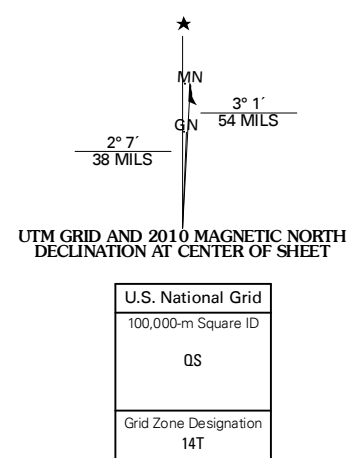 ★
MN
3° 1´
54 MILS
GN
2° 7´
38 MILS
UTM GRID AND 2010 MAGNETIC NORTH
DECLINATION AT CENTER OF SHEET
U.S. National Grid
100,000-m Square ID
QS
Grid Zone Designation
14T